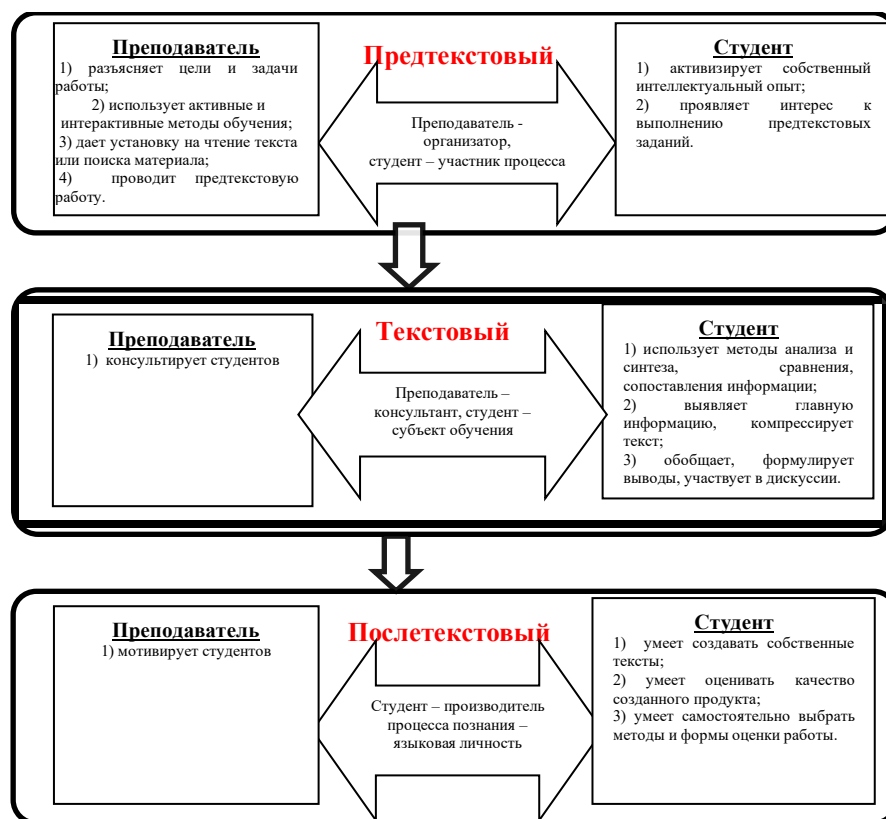 Преподаватель
1) разъясняет цели и задачи
работы;
2) использует активные и
интерактивные методы обучения;
3) дает установку на чтение текста
или поиска материала;
4) проводит предтекстовую
работу.
Предтекстовый
Преподаватель -
организатор,
студент – участник процесса
Студент
1) активизирует собственный
интеллектуальный опыт;
2) проявляет интерес к
выполнению предтекстовых
заданий.
Преподаватель
1) консультирует студентов
Текстовый
Преподаватель –
консультант, студент –
субъект обучения
Студент
1) использует методы анализа и
синтеза, сравнения,
сопоставления информации;
2) выявляет главную
информацию, компрессирует
текст;
3) обобщает, формулирует
выводы, участвует в дискуссии.
Преподаватель
1) мотивирует студентов
Послетекстовый
Студент – производитель
процесса познания –
языковая личность
Студент
1) умеет создавать собственные
тексты;
2) умеет оценивать качество
созданного продукта;
3) умеет самостоятельно выбрать
методы и формы оценки работы.